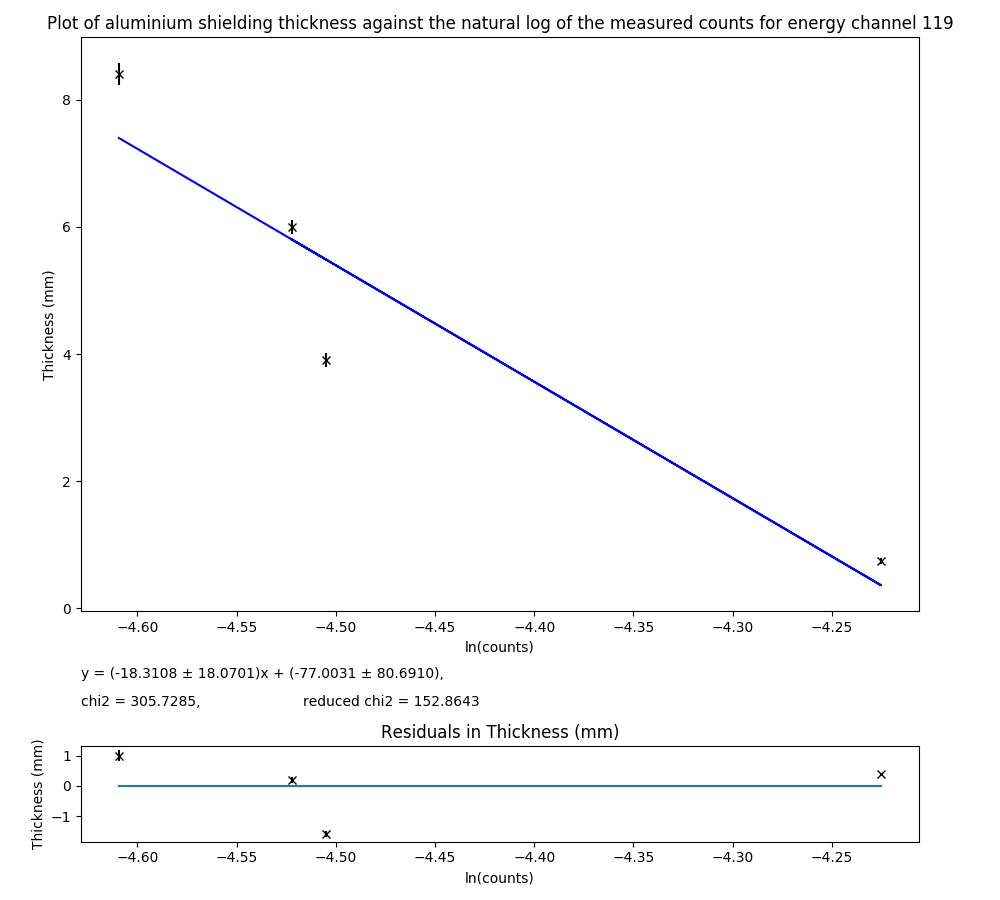 Plot of aluminium shielding thickness against the natural log of the measured counts for energy channel 119
8
6
4
2
0
Thickness (mm)
−4.60 −4.55 −4.50 −4.45 −4.40 −4.35 −4.30 −4.25
ln(counts)
y = (-18.3108 ± 18.0701)x + (-77.0031 ± 80.6910),
chi2 = 305.7285, reduced chi2 = 152.8643
Residuals in Thickness (mm)
1
0
−1
Thickness (mm)
−4.60 −4.55 −4.50 −4.45 −4.40 −4.35 −4.30 −4.25
ln(counts)